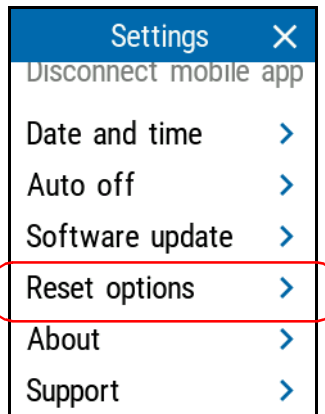 Settings
Disconnect mobile app
Date and time
Auto off
Software update
Reset options
About
Support